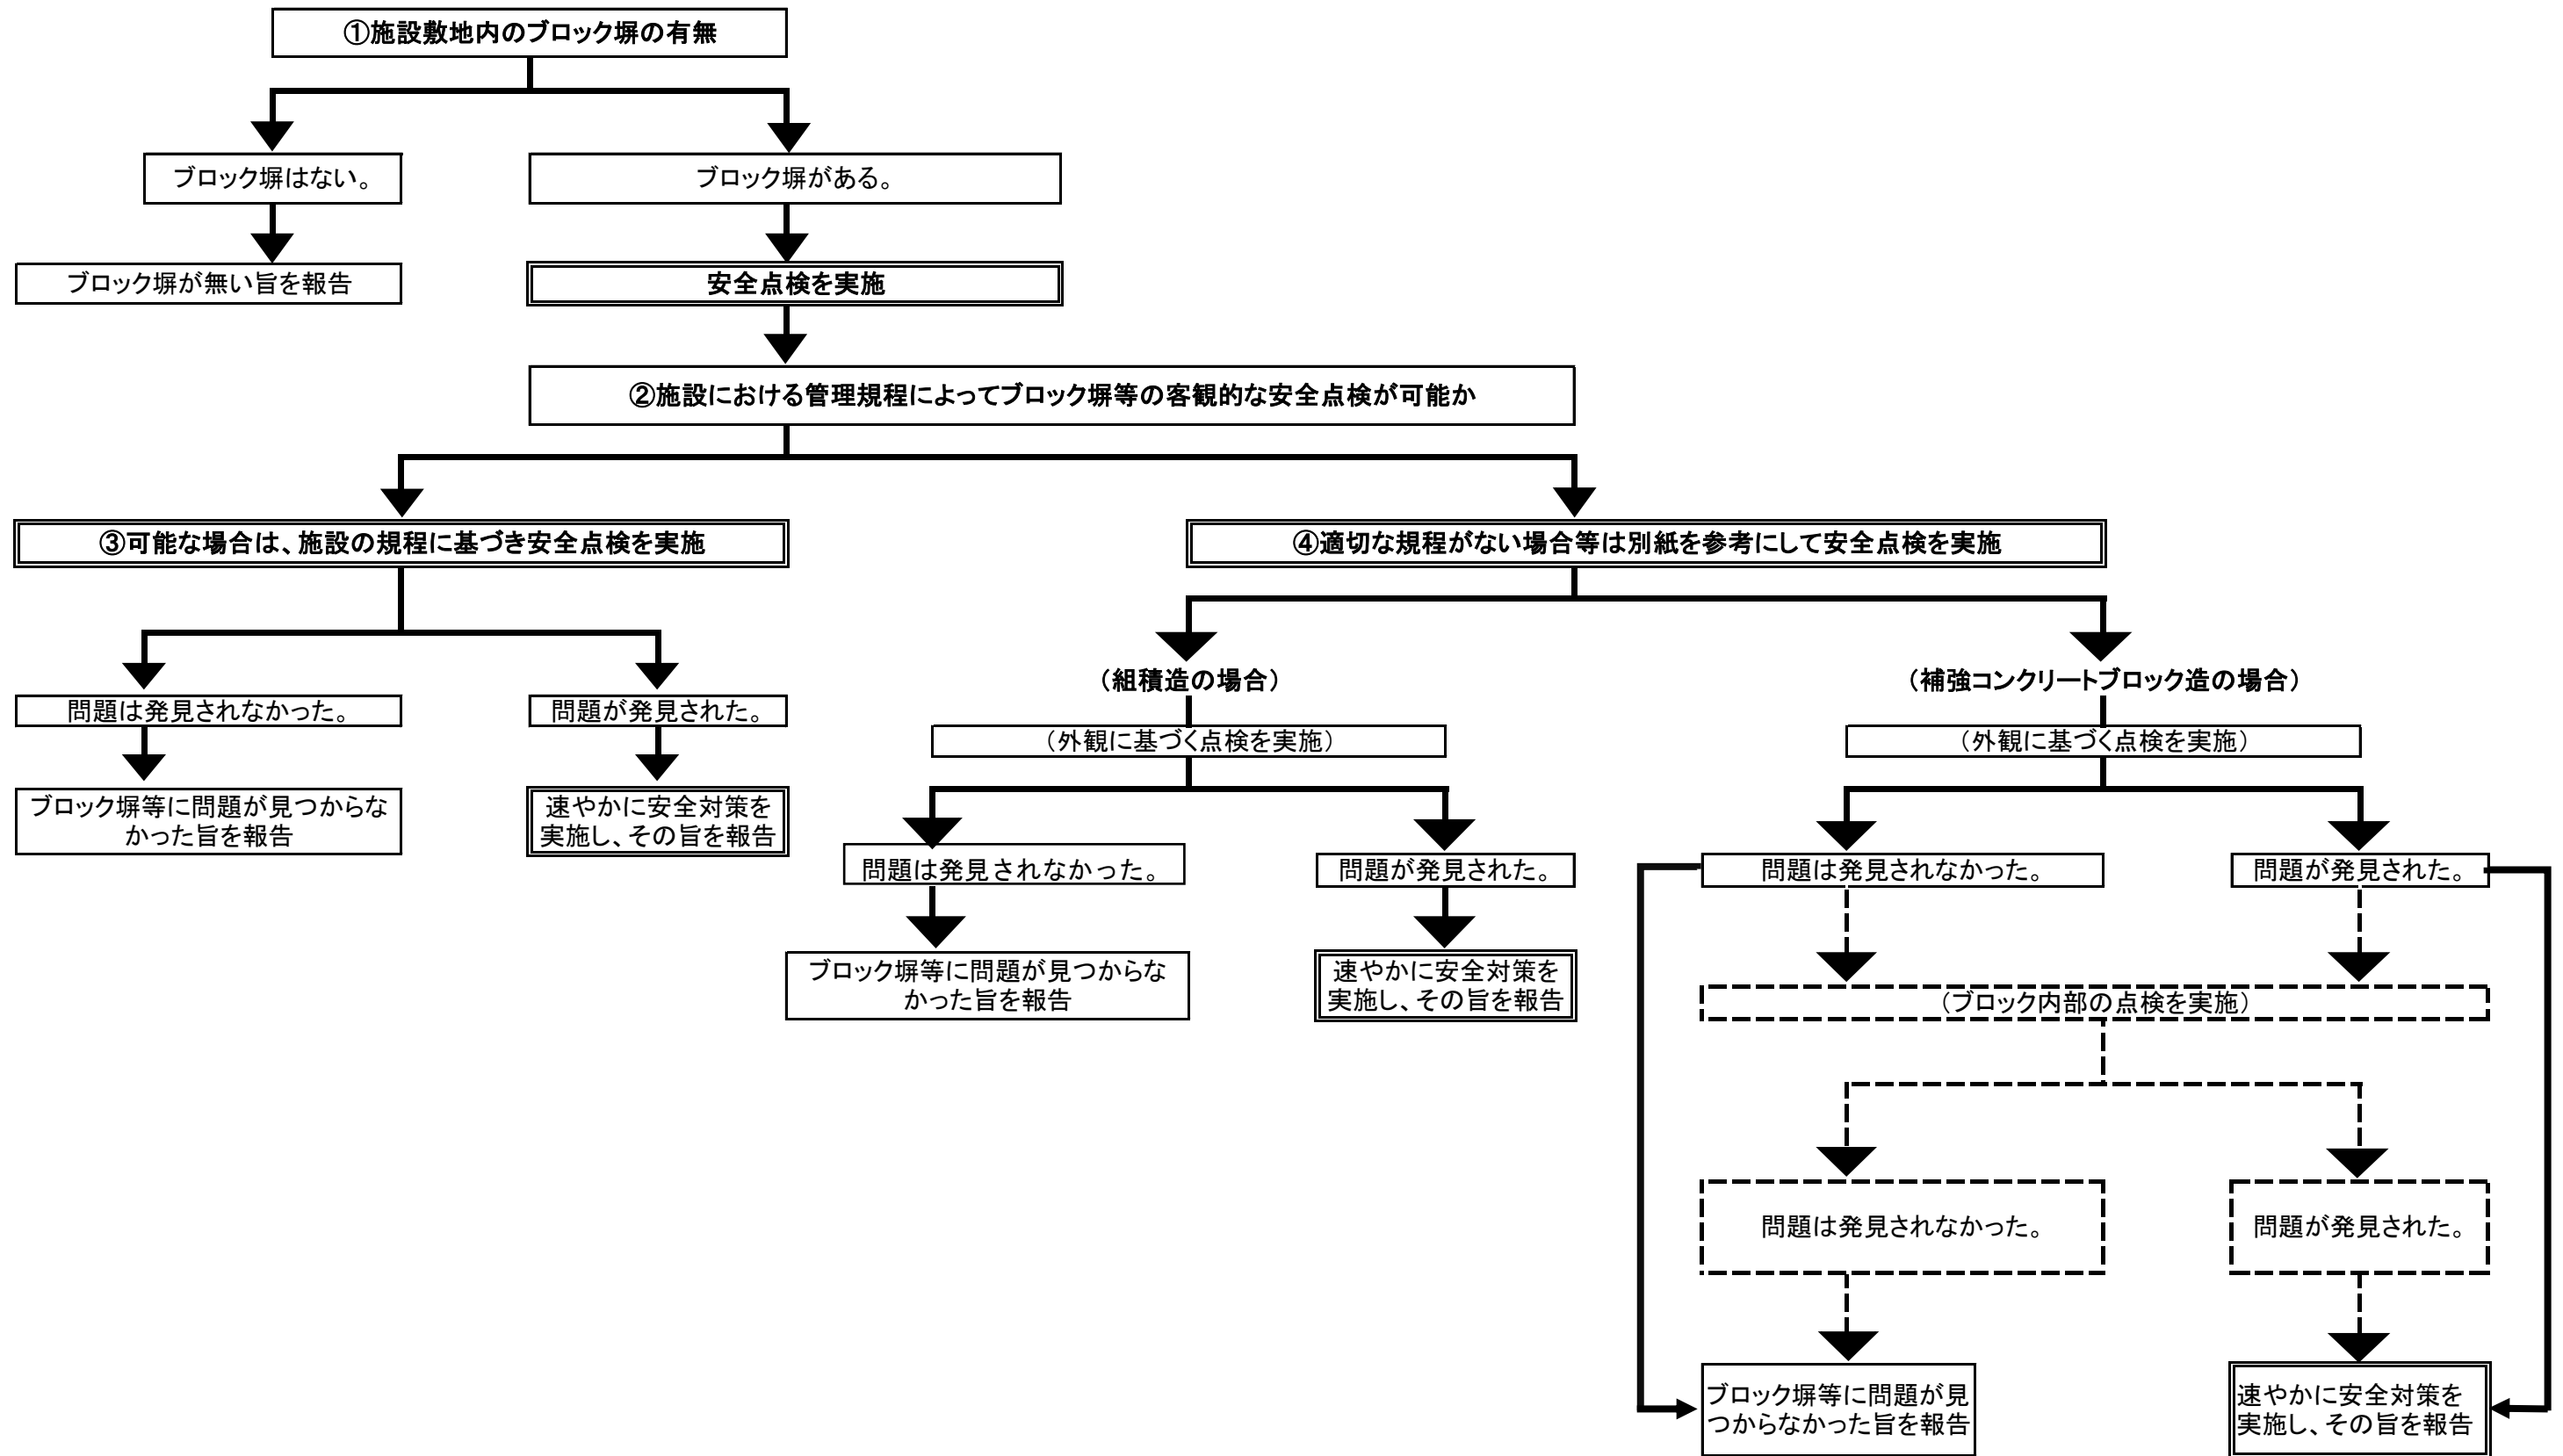 ①施設敷地内のブロック塀の有無
ブロック塀はない。
ブロック塀がある。
ブロック塀が無い旨を報告
安全点検を実施
②施設における管理規程によってブロック塀等の客観的な安全点検が可能か
③可能な場合は、施設の規程に基づき安全点検を実施
④適切な規程がない場合等は別紙を参考にして安全点検を実施
問題は発見されなかった。
問題が発見された。
ブロック塀等に問題が見つからな
かった旨を報告
速やかに安全対策を
実施し、その旨を報告
（組積造の場合）
（外観に基づく点検を実施）
問題は発見されなかった。
問題が発見された。
ブロック塀等に問題が見つからな
かった旨を報告
速やかに安全対策を
実施し、その旨を報告
（補強コンクリートブロック造の場合）
（外観に基づく点検を実施）
問題は発見されなかった。
問題が発見された。
（ブロック内部の点検を実施）
問題は発見されなかった。
問題が発見された。
ブロック塀等に問題が見
つからなかった旨を報告
速やかに安全対策を
実施し、その旨を報告